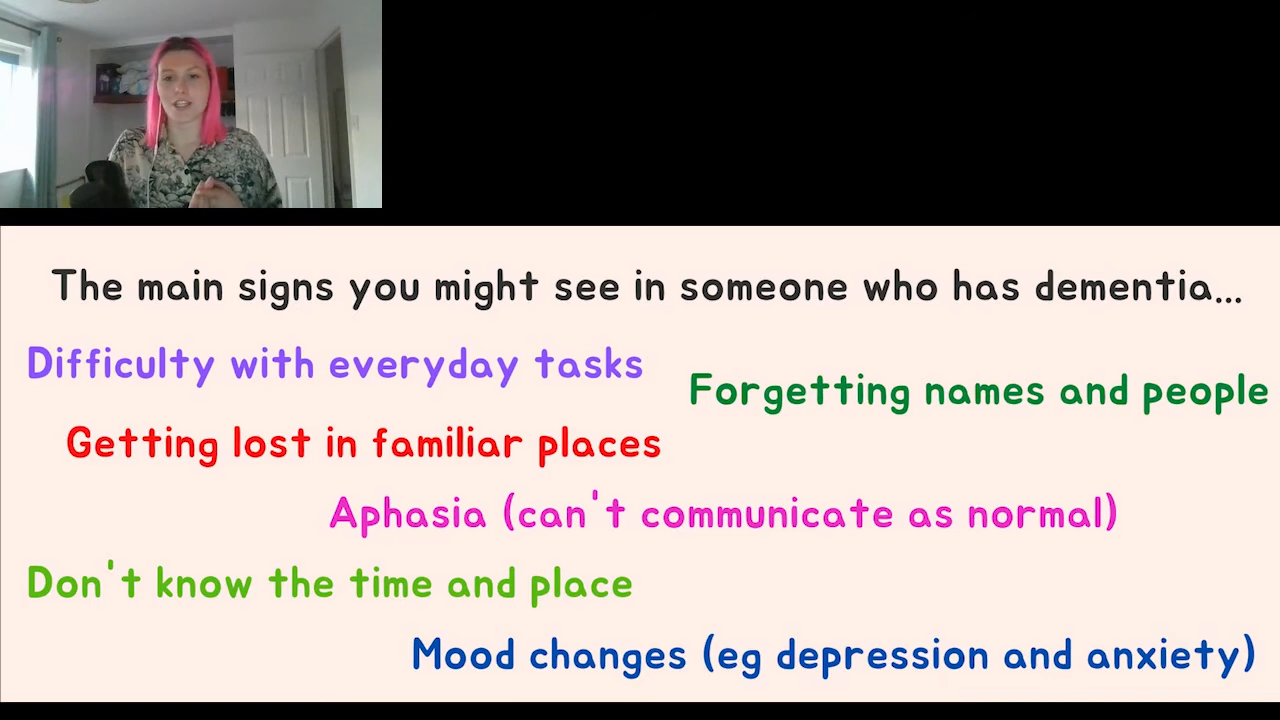 The main signs you might see in someone who has dementia...
Difficulty with everyday tasks
Forgetting names and people
Getting lost in familiar places
Aphasia (can't communicate as normal)
Don't know the time and place
Mood changes (eg depression and anxiety)